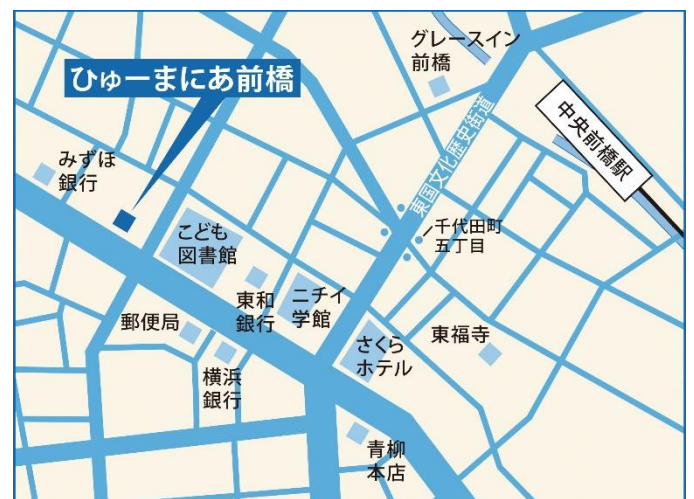 グレースイン
前橋
ひゅーまにあ前橋
中央前橋駅
東国文化歴史街道
みずほ
銀行
千代田町
五丁目
こども
図書館
東和
銀行
ニチイ
学館
郵便局
さくら
ホテル
東福寺
横浜
銀行
青柳
本店